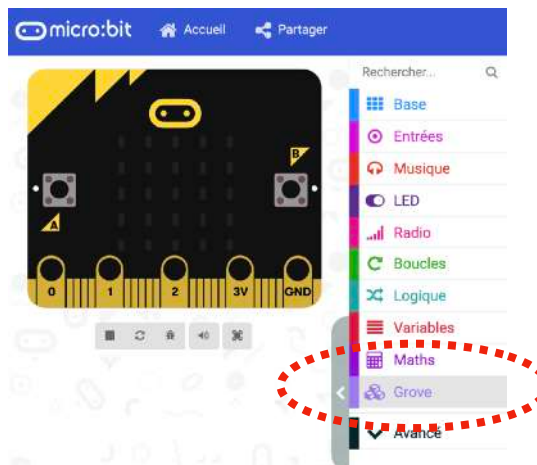 micro:bit Accueil Partager
Rechercher...
Base
Entrées
Musique
LED
Radio
Boucles
Logique
Variables
Maths
Grove
Avancé
B
A
0 1 2 3V GND